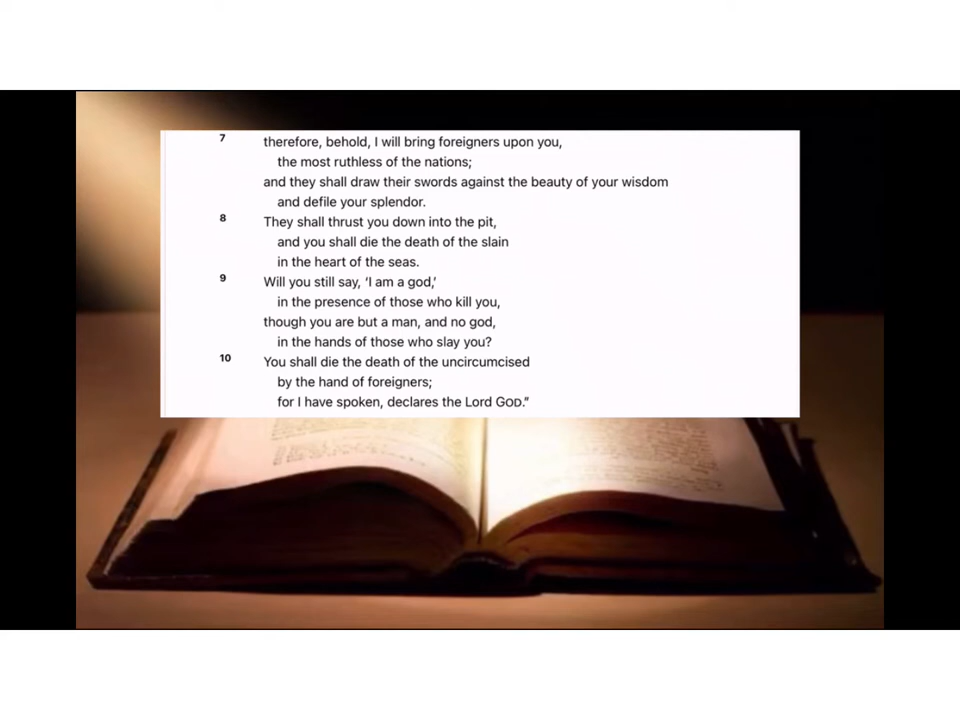 7 therefore, behold, I will bring foreigners upon you,
the most ruthless of the nations;
and they shall draw their swords against the beauty of your wisdom
and defile your splendor.
8 They shall thrust you down into the pit,
and you shall die the death of the slain
in the heart of the seas.
9 Will you still say, ‘I am a god,’
in the presence of those who kill you,
though you are but a man, and no god,
in the hands of those who slay you?
10 You shall die the death of the uncircumcised
by the hand of foreigners;
for I have spoken, declares the Lord GOD.”